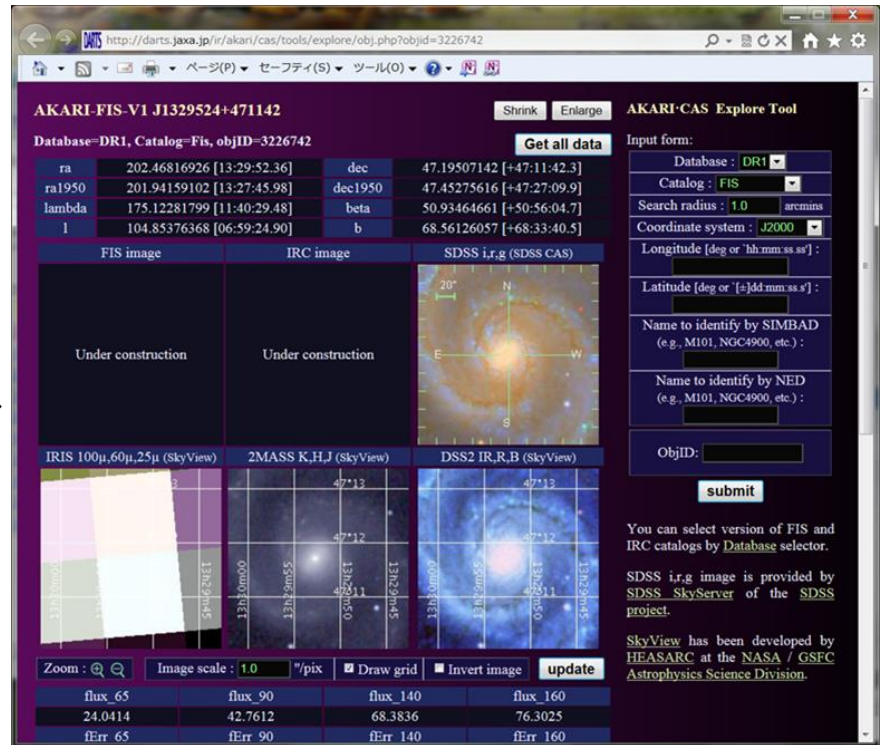 http://darts.jaxa.jp/ir/akari/cas/tools/explore/obj.php?objid=3226742
ページ(P) セーフティ(S) ツール(O)
AKARI-FIS-V1 J1329524+471142
Shrink Enlarge
Database=DR1, Catalog=Fis, objID=3226742
Get all data
ra 202.46816926 [13:29:52.36] dec 47.19507142 [+47:11:42.3]
ra1950 201.94159102 [13:27:45.98] dec1950 47.45275616 [+47:27:09.9]
lambda 175.12281799 [11:40:29.48] beta 50.93464661 [+50:56:04.7]
l 104.85376368 [06:59:24.90] b 68.56126057 [+68:33:40.5]
FIS image IRC image SDSS i,r,g (SDSS CAS)
Under construction Under construction
20" N
E W
S
IRIS 100μ,60μ,25μ (SkyView) 2MASS K,H,J (SkyView) DSS2 IR,R,B (SkyView)
47°13 47°13
47°12 47°12
13h30m00 13h29m55 13h29m45 13h30m00 13h29m55 13h29m45
Zoom : Image scale : 1.0 "/pix Draw grid Invert image update
flux_65 flux_90 flux_140 flux_160
24.0414 42.7612 68.3836 76.3025
fErr_65 fErr_90 fErr_140 fErr_160
AKARI-CAS Explore Tool
Input form:
Database : DR1
Catalog : FIS
Search radius : 1.0 arcmins
Coordinate system : J2000
Longitude [deg or `hh:mm:ss.ss'] :
Latitude [deg or `[±]dd:mm:ss.s'] :
Name to identify by SIMBAD
(e.g., M101, NGC4900, etc.) :
Name to identify by NED
(e.g., M101, NGC4900, etc.) :
ObjID:
submit
You can select version of FIS and
IRC catalogs by Database selector.
SDSS i,r,g image is provided by
SDSS SkyServer of the SDSS
project.
SkyView has been developed by
HEASARC at the NASA / GSFC
Astrophysics Science Division.